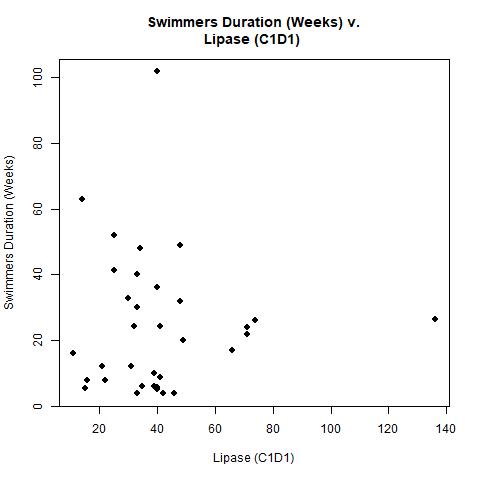 Swimmers Duration (Weeks) v.
Lipase (C1D1)
Swimmers Duration (Weeks)
100
80
60
40
20
0
20 40 60 80 100 120 140
Lipase (C1D1)